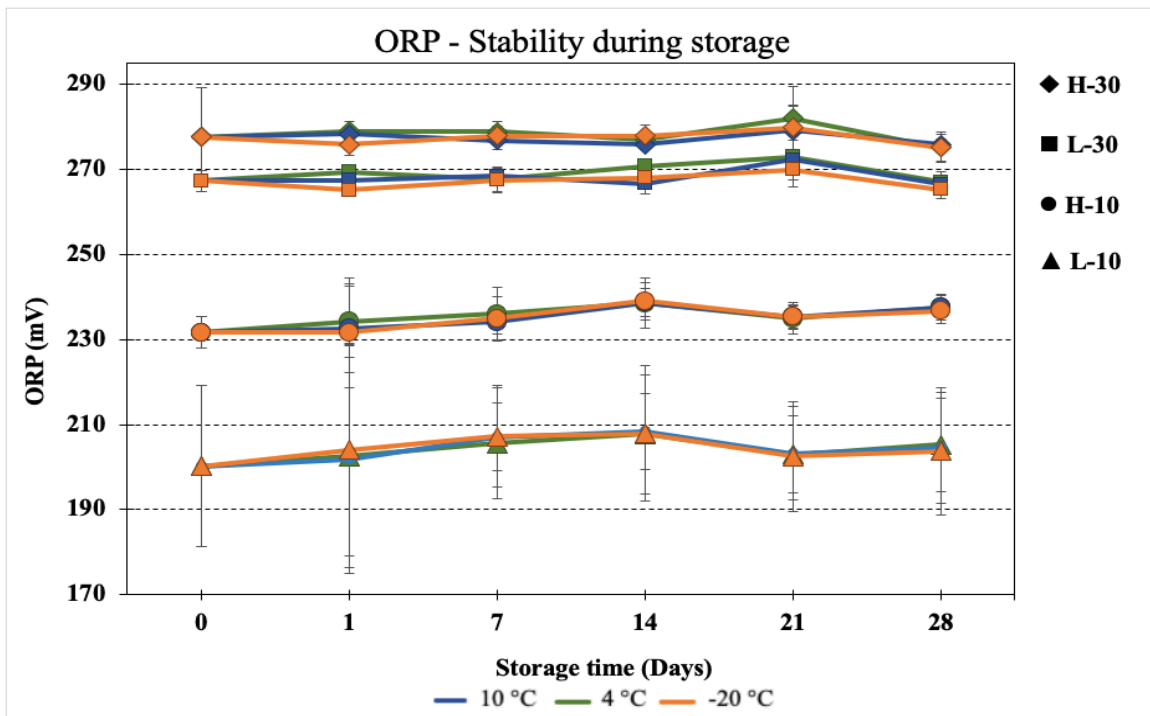 ORP - Stability during storage
290
270
250
230
210
190
170
ORP (mV)
0 1 7 14 21 28
Storage time (Days)
10 °C 4 °C -20 °C
H-30
L-30
H-10
L-10